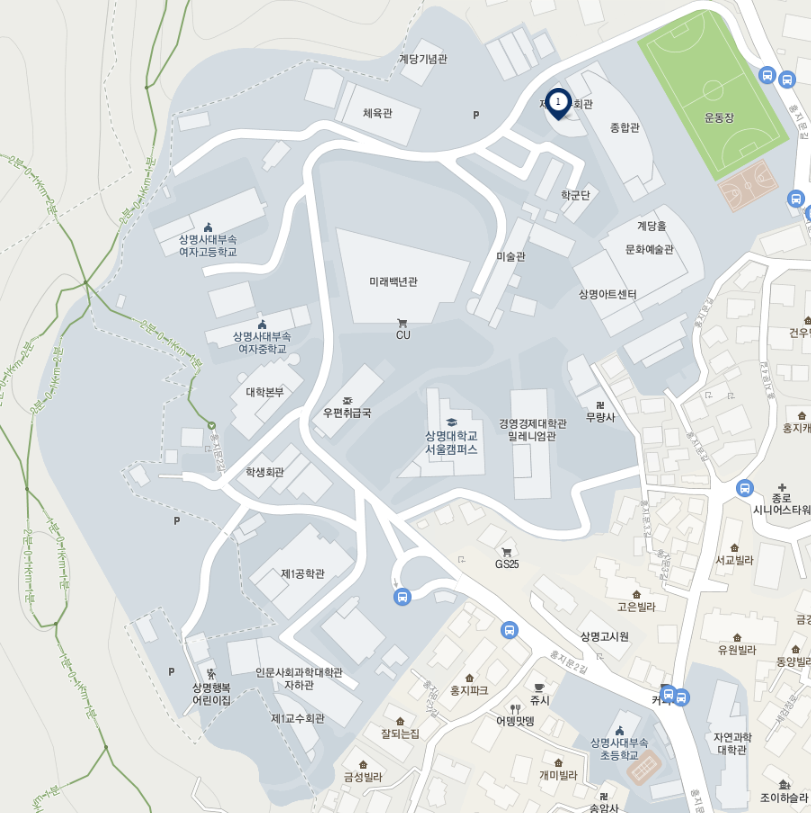 계당기념관
체육관
P
1
종합관
운동장
홍지문길
학군단
계당홀
문화예술관
상명사대부속
여자고등학교
미술관
미래백년관
상명아트센터
홍지문길
CU
상명사대부속
여자중학교
대학본부
우편취급국
무량사
경영경제대학관
밀레니엄관
상명대학교
서울캠퍼스
홍지문길
학생회관
종로
시니어스타워
P
GS25
서교빌라
제1공학관
고은빌라
상명고시원
유원빌라
동양빌라
홍지문2길
P
상명행복
어린이집
인문사회과학대학관
자하관
홍지파크
쥬시
제1교수회관
어멩맛멩
잘되는집
상명사대부속
초등학교
자연과학
대학관
금성빌라
개미빌라
조이하슬라
송암사